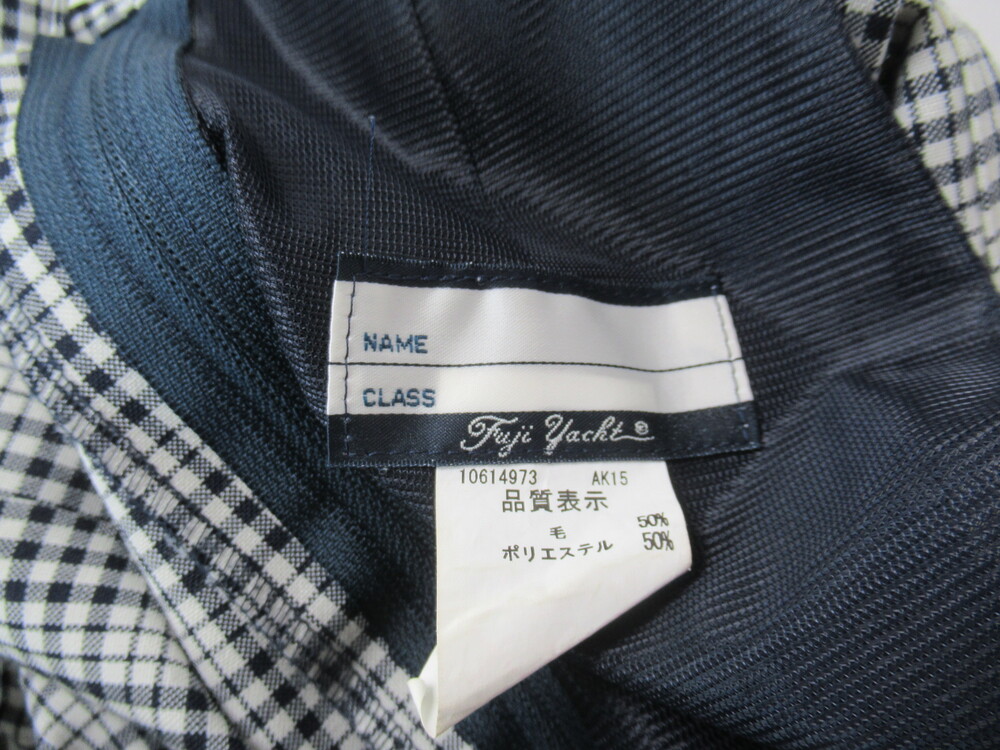 NAME
CLASS
Fuji Yacht®
10614973 AK15
品質表示
毛 50%
ポリエステル 50%